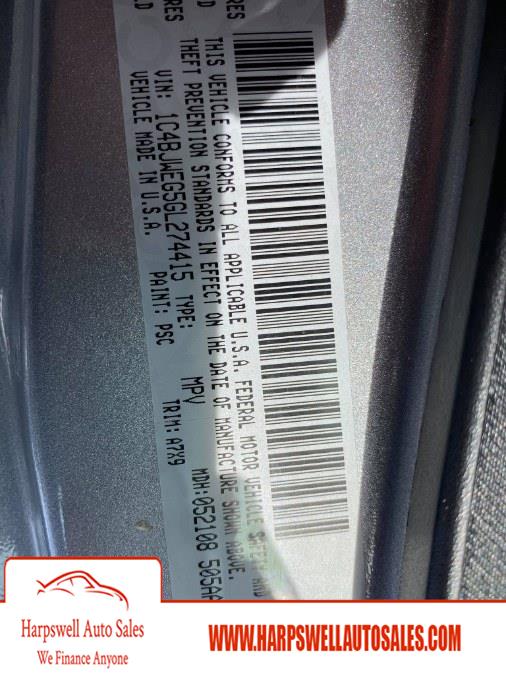 RES
LD
THIS VEHICLE CONFORMS TO ALL APPLICABLE U.S.A. FEDERAL MOTOR VEHICLE SAFETY AND
THEFT PREVENTION STANDARDS IN EFFECT ON THE DATE OF MANUFACTURE SHOWN ABOVE.
VIN: 1C4BJWEG5GL274415 TYPE: MPV MDH:052108 505AA
VEHICLE MADE IN U.S.A. PAINT: PSC TRIM: A7X9
Harpswell Auto Sales
We Finance Anyone
WWW.HARPSWELLAUTOSALES.COM